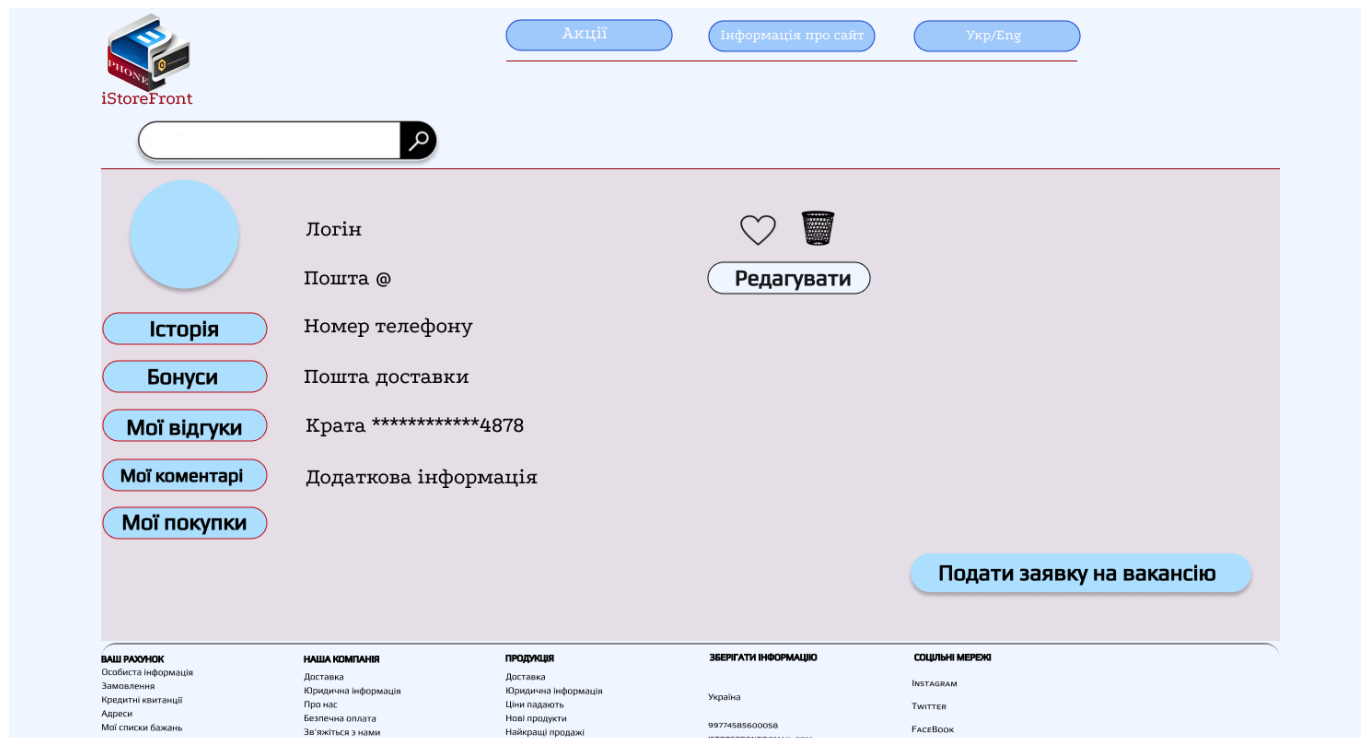 Акції
Інформація про сайт
Укр/Eng
PHONE
iStoreFront
Логін
Пошта @
Редагувати
Історія
Номер телефону
Бонуси
Пошта доставки
Мої відгуки
Крата ************4878
Мої коментарі
Додаткова інформація
Мої покупки
Подати заявку на вакансію
ВАШ РАХУНОК
Особиста інформація
Замовлення
Кредитні квитанції
Адреси
Мої списки бажань
НАША КОМПАНІЯ
Доставка
Юридична інформація
Про нас
Безпечна оплата
Зв'яжіться з нами
ПРОДУКЦІЯ
Доставка
Юридична інформація
Ціни падають
Нові продукти
Найкращі продажі
ЗБЕРІГАТИ ІНФОРМАЦІЮ
Україна
99774585600058
СОЦІЛЬНІ МЕРЕЖІ
Instagram
Twitter
FaceBook